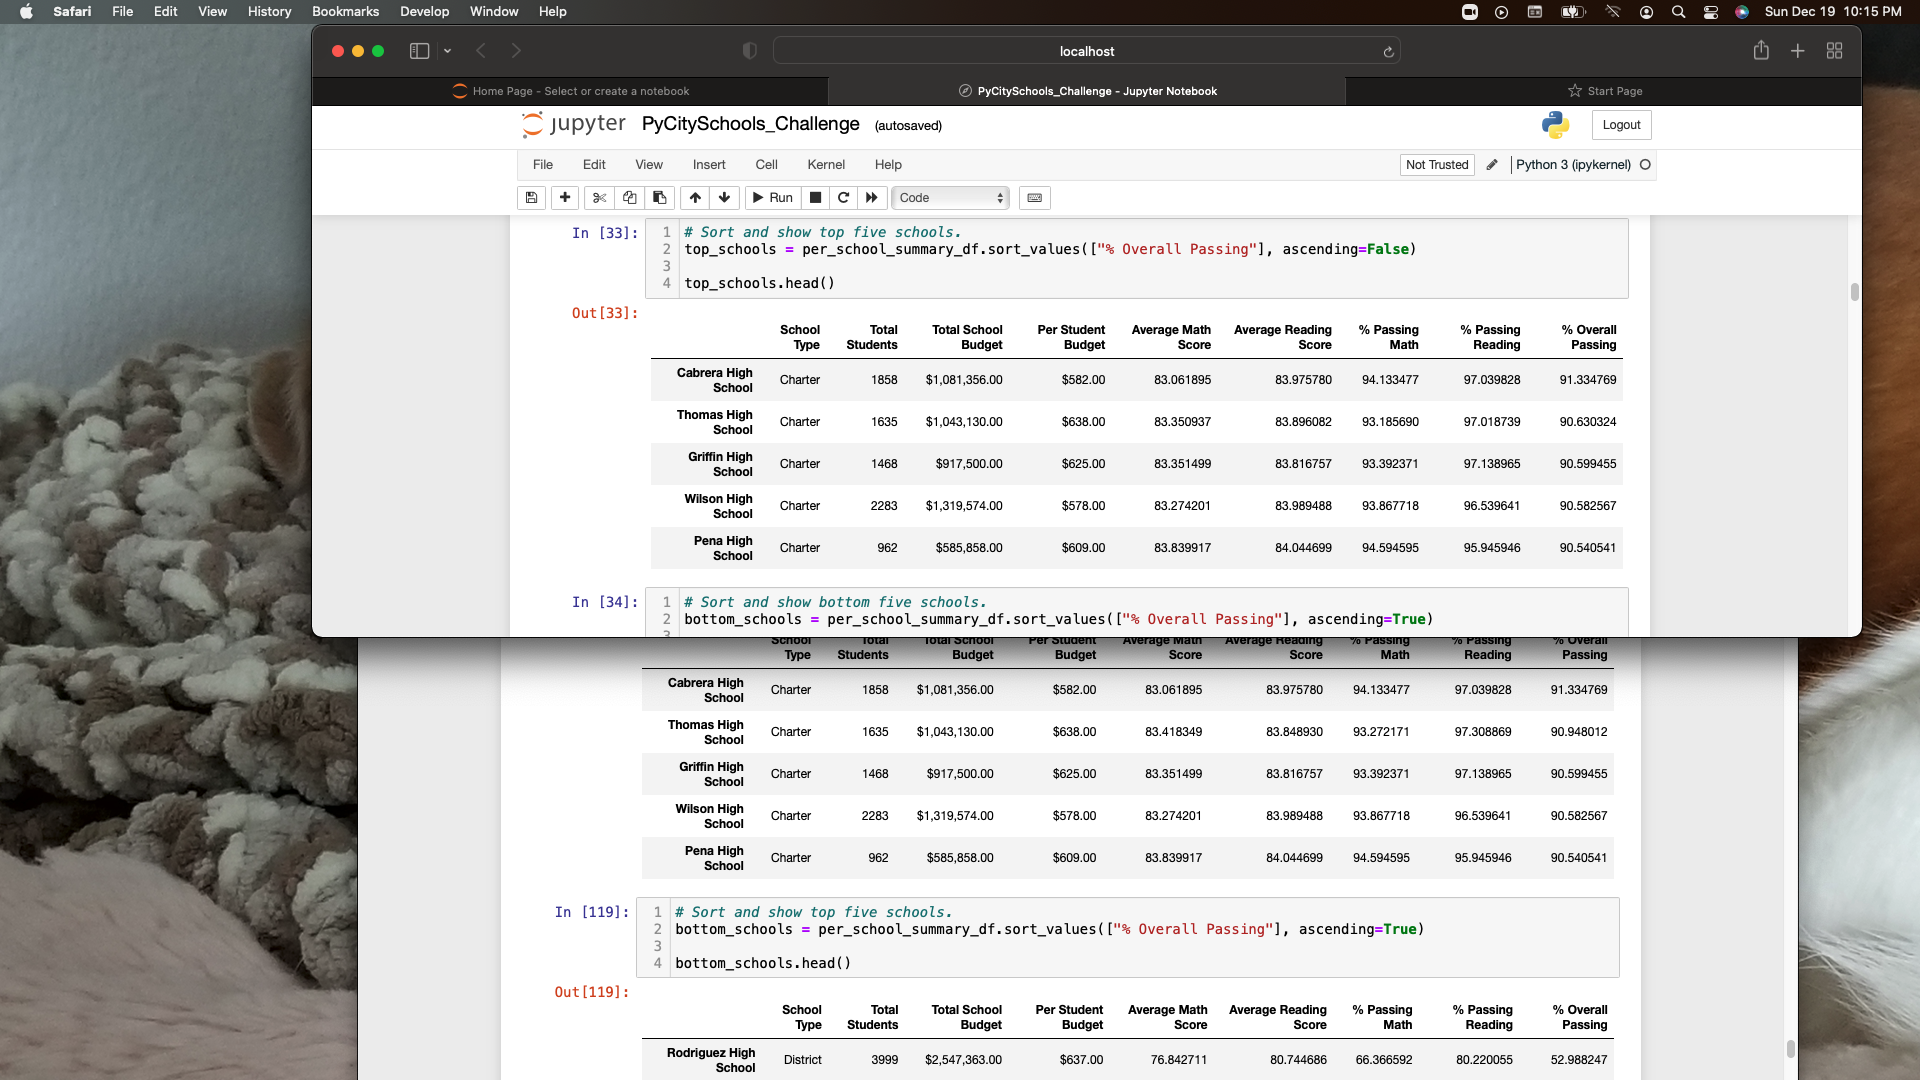 Safari File Edit View History Bookmarks Develop Window Help Sun Dec 19 10:15 PM
localhost
Home Page - Select or create a notebook PyCitySchools_Challenge - Jupyter Notebook Start Page
jupyter PyCitySchools_Challenge (autosaved) Logout
File Edit View Insert Cell Kernel Help Not Trusted Python 3 (ipykernel)
Run Code
In [33]: 1 # Sort and show top five schools.
2 top_schools = per_school_summary_df.sort_values(["% Overall Passing"], ascending=False)
3
4 top_schools.head()
Out[33]:
School Total Total School Per Student Average Math Average Reading % Passing % Passing % Overall
Type Students Budget Budget Score Score Math Reading Passing
Cabrera High
School Charter 1858 $1,081,356.00 $582.00 83.061895 83.975780 94.133477 97.039828 91.334769
Thomas High
School Charter 1635 $1,043,130.00 $638.00 83.350937 83.896082 93.185690 97.018739 90.630324
Griffin High
School Charter 1468 $917,500.00 $625.00 83.351499 83.816757 93.392371 97.138965 90.599455
Wilson High
School Charter 2283 $1,319,574.00 $578.00 83.274201 83.989488 93.867718 96.539641 90.582567
Pena High
School Charter 962 $585,858.00 $609.00 83.839917 84.044699 94.594595 95.945946 90.540541
In [34]: 1 # Sort and show bottom five schools.
2 bottom_schools = per_school_summary_df.sort_values(["% Overall Passing"], ascending=True)
3
School Total Total School Per Student Average Math Average Reading % Passing % Passing % Overall
Type Students Budget Budget Score Score Math Reading Passing
Cabrera High
School Charter 1858 $1,081,356.00 $582.00 83.061895 83.975780 94.133477 97.039828 91.334769
Thomas High
School Charter 1635 $1,043,130.00 $638.00 83.418349 83.848930 93.272171 97.308869 90.948012
Griffin High
School Charter 1468 $917,500.00 $625.00 83.351499 83.816757 93.392371 97.138965 90.599455
Wilson High
School Charter 2283 $1,319,574.00 $578.00 83.274201 83.989488 93.867718 96.539641 90.582567
Pena High
School Charter 962 $585,858.00 $609.00 83.839917 84.044699 94.594595 95.945946 90.540541
In [119]: 1 # Sort and show top five schools.
2 bottom_schools = per_school_summary_df.sort_values(["% Overall Passing"], ascending=True)
3
4 bottom_schools.head()
Out[119]:
School Total Total School Per Student Average Math Average Reading % Passing % Passing % Overall
Type Students Budget Budget Score Score Math Reading Passing
Rodriguez High
School District 3999 $2,547,363.00 $637.00 76.842711 80.744686 66.366592 80.220055 52.988247